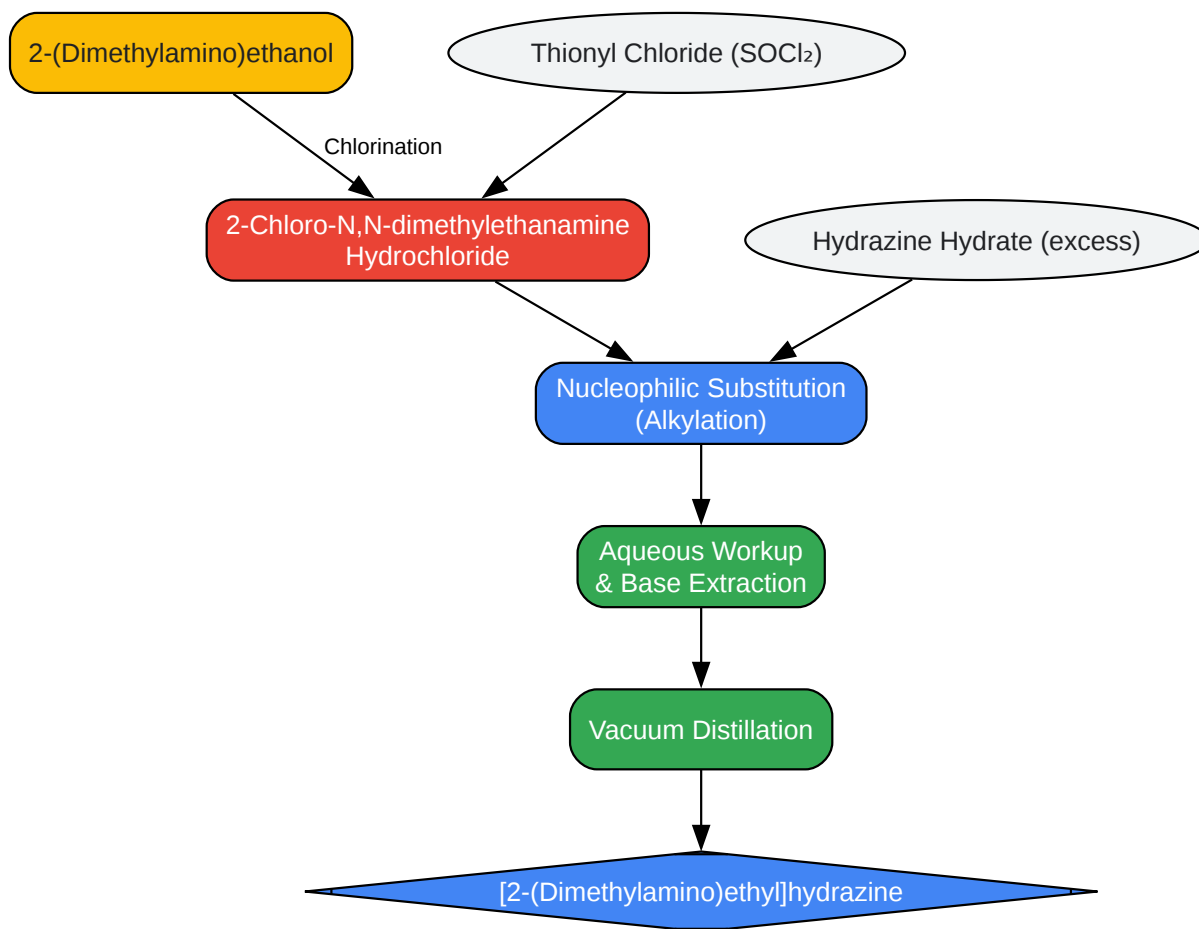 2-(Dimethylamino)ethanol
Thionyl Chloride (SOCl₂)
Chlorination
2-Chloro-N,N-dimethylethanamine
Hydrochloride
Hydrazine Hydrate (excess)
Nucleophilic Substitution
(Alkylation)
Aqueous Workup
& Base Extraction
Vacuum Distillation
[2-(Dimethylamino)ethyl]hydrazine